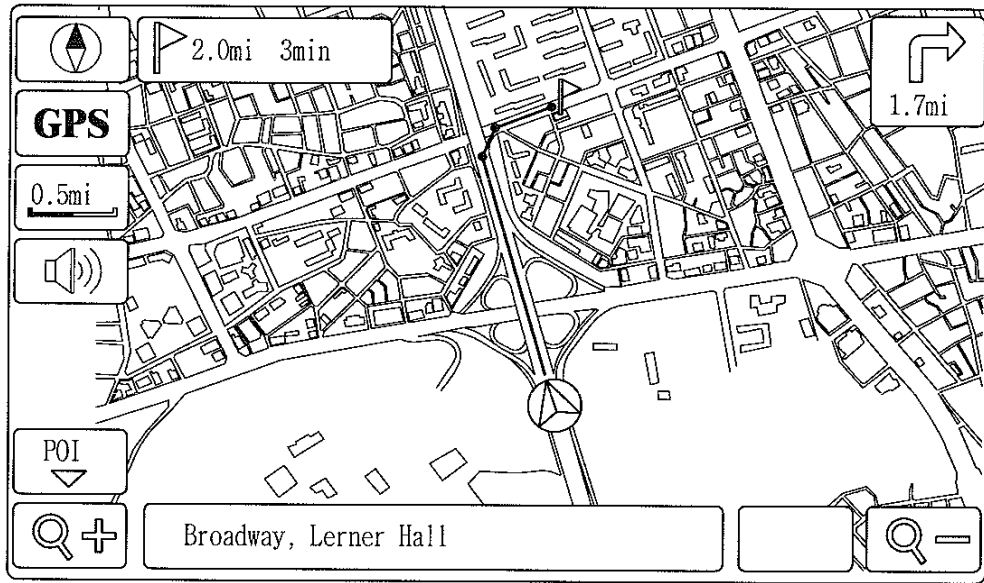 2.0mi 3min
1.7mi
GPS
0.5mi
POI
Broadway, Lerner Hall